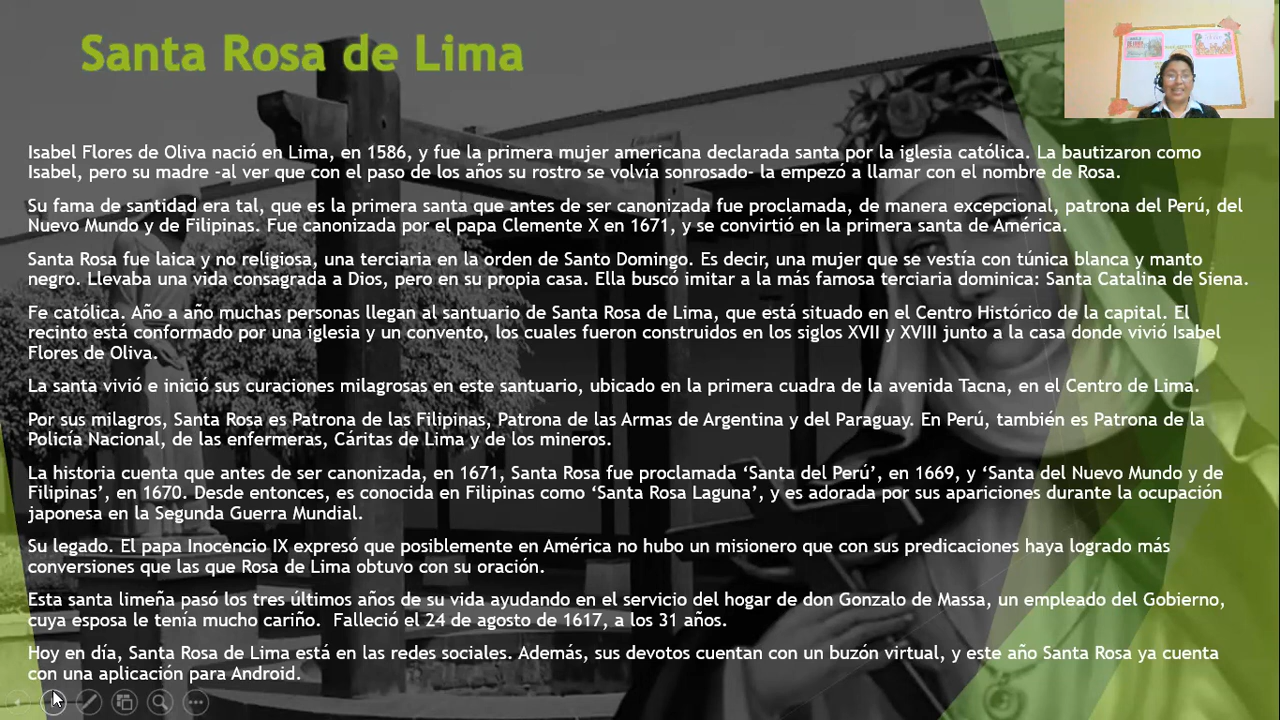 Santa Rosa de Lima
Isabel Flores de Oliva nació en Lima, en 1586, y fue la primera mujer americana declarada santa por la iglesia católica. La bautizaron como
Isabel, pero su madre -al ver que con el paso de los años su rostro se volvía sonrosado- la empezó a llamar con el nombre de Rosa.
Su fama de santidad era tal, que es la primera santa que antes de ser canonizada fue proclamada, de manera excepcional, patrona del Perú, del
Nuevo Mundo y de Filipinas. Fue canonizada por el papa Clemente X en 1671, y se convirtió en la primera santa de América.
Santa Rosa fue laica y no religiosa, una terciaria en la orden de Santo Domingo. Es decir, una mujer que se vestía con túnica blanca y manto
negro. Llevaba una vida consagrada a Dios, pero en su propia casa. Ella buscó imitar a la más famosa terciaria dominica: Santa Catalina de Siena.
Fe católica. Año a año muchas personas llegan al santuario de Santa Rosa de Lima, que está situado en el Centro Histórico de la capital. El
recinto está conformado por una iglesia y un convento, los cuales fueron construidos en los siglos XVII y XVIII junto a la casa donde vivió Isabel
Flores de Oliva.
La santa vivió e inició sus curaciones milagrosas en este santuario, ubicado en la primera cuadra de la avenida Tacna, en el Centro de Lima.
Por sus milagros, Santa Rosa es Patrona de las Filipinas, Patrona de las Armas de Argentina y del Paraguay. En Perú, también es Patrona de la
Policía Nacional, de las enfermeras, Cáritas de Lima y de los mineros.
La historia cuenta que antes de ser canonizada, en 1671, Santa Rosa fue proclamada ‘Santa del Perú’, en 1669, y ‘Santa del Nuevo Mundo y de
Filipinas’, en 1670. Desde entonces, es conocida en Filipinas como ‘Santa Rosa Laguna’, y es adorada por sus apariciones durante la ocupación
japonesa en la Segunda Guerra Mundial.
Su legado. El papa Inocencio IX expresó que posiblemente en América no hubo un misionero que con sus predicaciones haya logrado más
conversiones que las que Rosa de Lima obtuvo con su oración.
Esta santa limeña pasó los tres últimos años de su vida ayudando en el servicio del hogar de don Gonzalo de Massa, un empleado del Gobierno,
cuya esposa le tenía mucho cariño. Falleció el 24 de agosto de 1617, a los 31 años.
Hoy en día, Santa Rosa de Lima está en las redes sociales. Además, sus devotos cuentan con un buzón virtual, y este año Santa Rosa ya cuenta
con una aplicación para Android.